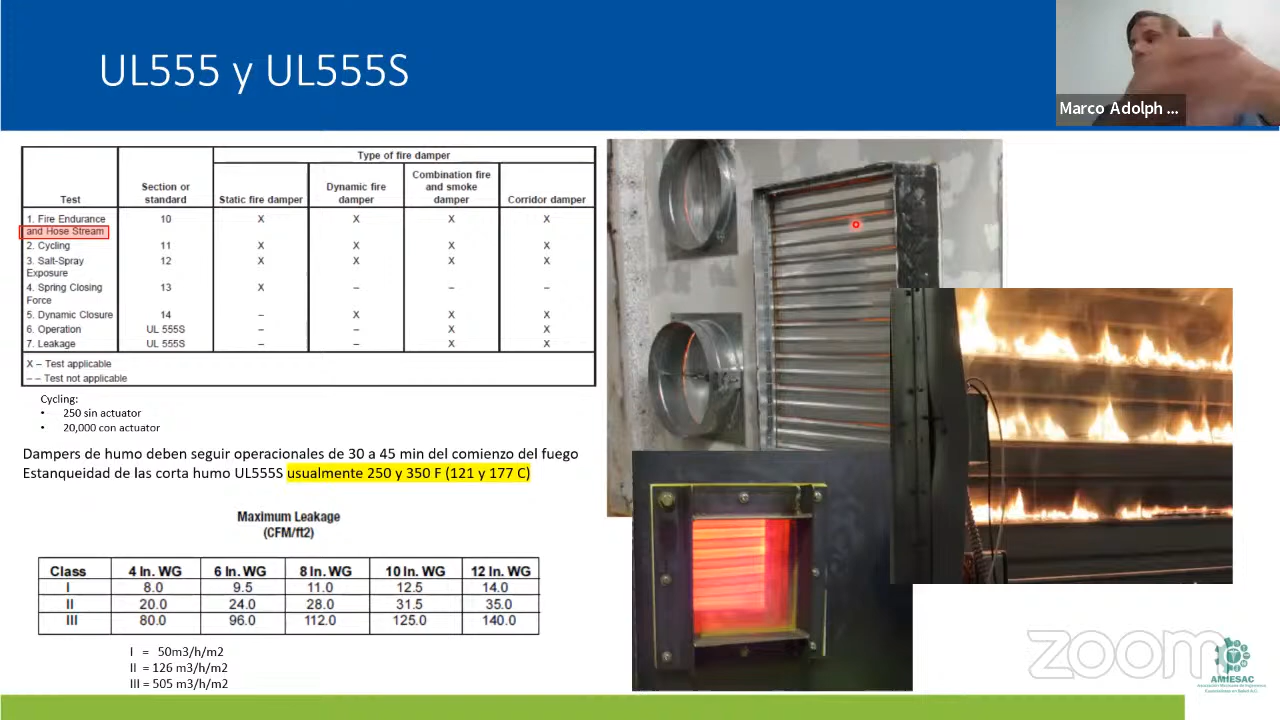 UL555 y UL555S
Marco Adolph ...
Type of fire damper
Test
Section or standard
Static fire damper
Dynamic fire damper
Combination fire and smoke damper
Corridor damper
1. Fire Endurance and Hose Stream 10 X X X X
2. Cycling 11 X X X X
3. Salt-Spray Exposure 12 X X X X
4. Spring Closing Force 13 X – – –
5. Dynamic Closure 14 – X X X
6. Operation UL 555S – – X X
7. Leakage UL 555S – – X X
X – Test applicable
– – Test not applicable
Cycling:
• 250 sin actuator
• 20,000 con actuator
Dampers de humo deben seguir operacionales de 30 a 45 min del comienzo del fuego
Estanqueidad de las corta humo UL555S usualmente 250 y 350 F (121 y 177 C)
Maximum Leakage
(CFM/ft2)
Class 4 In. WG 6 In. WG 8 In. WG 10 In. WG 12 In. WG
I 8.0 9.5 11.0 12.5 14.0
II 20.0 24.0 28.0 31.5 35.0
III 80.0 96.0 112.0 125.0 140.0
I = 50m3/h/m2
II = 126 m3/h/m2
III = 505 m3/h/m2
zoom
AMIESAC